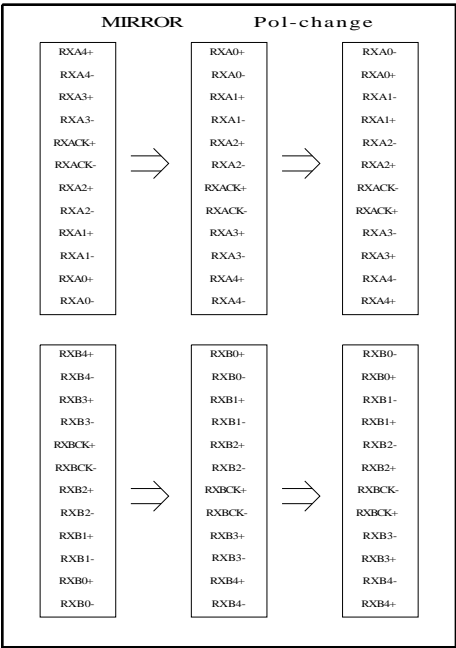 MIRROR Pol-change
RXA4+ RXA0+ RXA0-
RXA4- RXA0- RXA0+
RXA3+ RXA1+ RXA1-
RXA3- RXA1- RXA1+
RXACK+ RXA2+ RXA2-
RXACK- RXA2- RXA2+
RXA2+ RXACK+ RXACK-
RXA2- RXACK- RXACK+
RXA1+ RXA3+ RXA3-
RXA1- RXA3- RXA3+
RXA0+ RXA4+ RXA4-
RXA0- RXA4- RXA4+
RXB4+ RXB0+ RXB0-
RXB4- RXB0- RXB0+
RXB3+ RXB1+ RXB1-
RXB3- RXB1- RXB1+
RXBCK+ RXB2+ RXB2-
RXBCK- RXB2- RXB2+
RXB2+ RXBCK+ RXBCK-
RXB2- RXBCK- RXBCK+
RXB1+ RXB3+ RXB3-
RXB1- RXB3- RXB3+
RXB0+ RXB4+ RXB4-
RXB0- RXB4- RXB4+